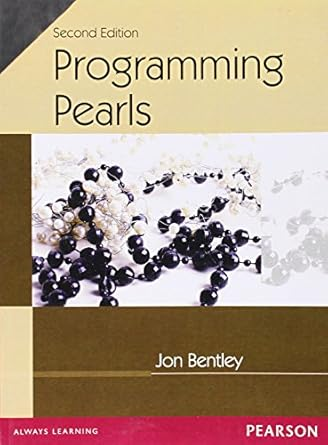 Second Edition
Programming
Pearls
Jon Bentley
ALWAYS LEARNING
PEARSON